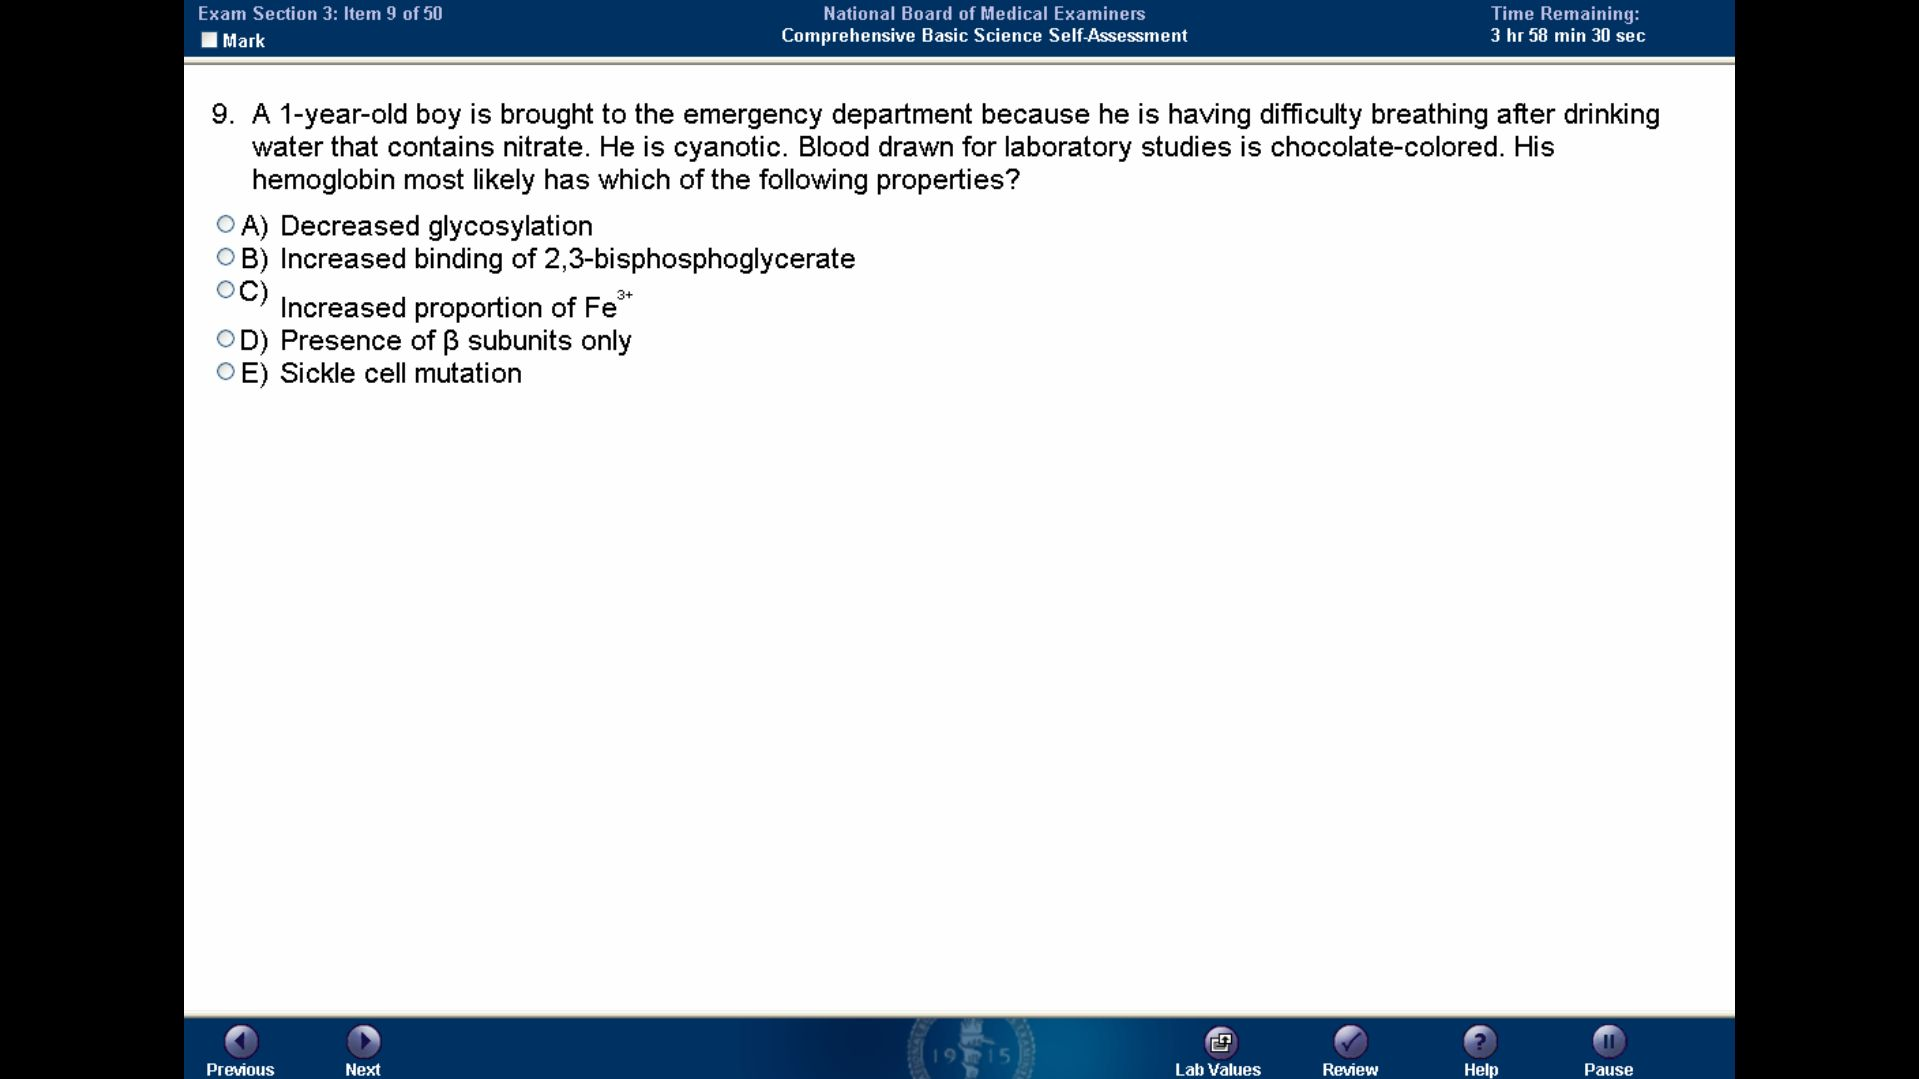 Exam Section 3: Item 9 of 50
National Board of Medical Examiners
Time Remaining:
Mark
Comprehensive Basic Science Self-Assessment
3 hr 58 min 30 sec
9. A 1-year-old boy is brought to the emergency department because he is having difficulty breathing after drinking
water that contains nitrate. He is cyanotic. Blood drawn for laboratory studies is chocolate-colored. His
hemoglobin most likely has which of the following properties?
A) Decreased glycosylation
B) Increased binding of 2,3-bisphosphoglycerate
C) Increased proportion of Fe³⁺
D) Presence of β subunits only
E) Sickle cell mutation
19 15
Previous
Next
Lab Values
Review
Help
Pause